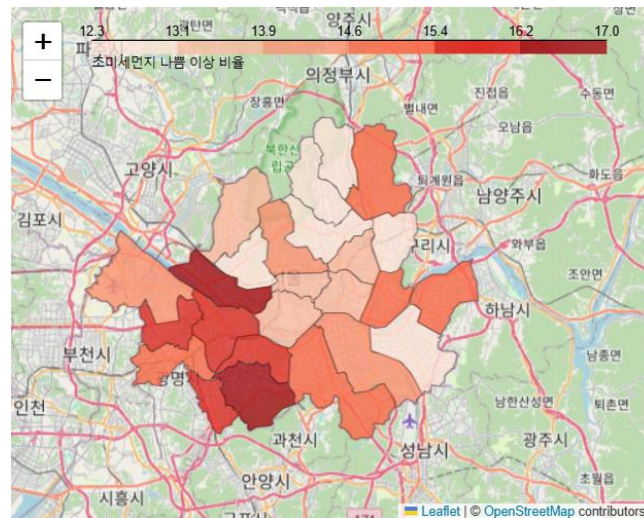 +
−
12.3 13.1 13.9 14.6 15.4 16.2 17.0
초미세먼지 나쁨 이상 비율
양주시
의정부시
진접읍
수동면
장흥면
별내면
오남읍
북한산
고양시
퇴계원읍
화도읍
남양주시
김포시
구리시
와부읍
조안면
하남시
부천시
광명시
남종면
인천
남한산성면
퇴촌면
과천시
성남시
광주시
안양시
시흥시
초월읍
171
Leaflet | © OpenStreetMap contributor